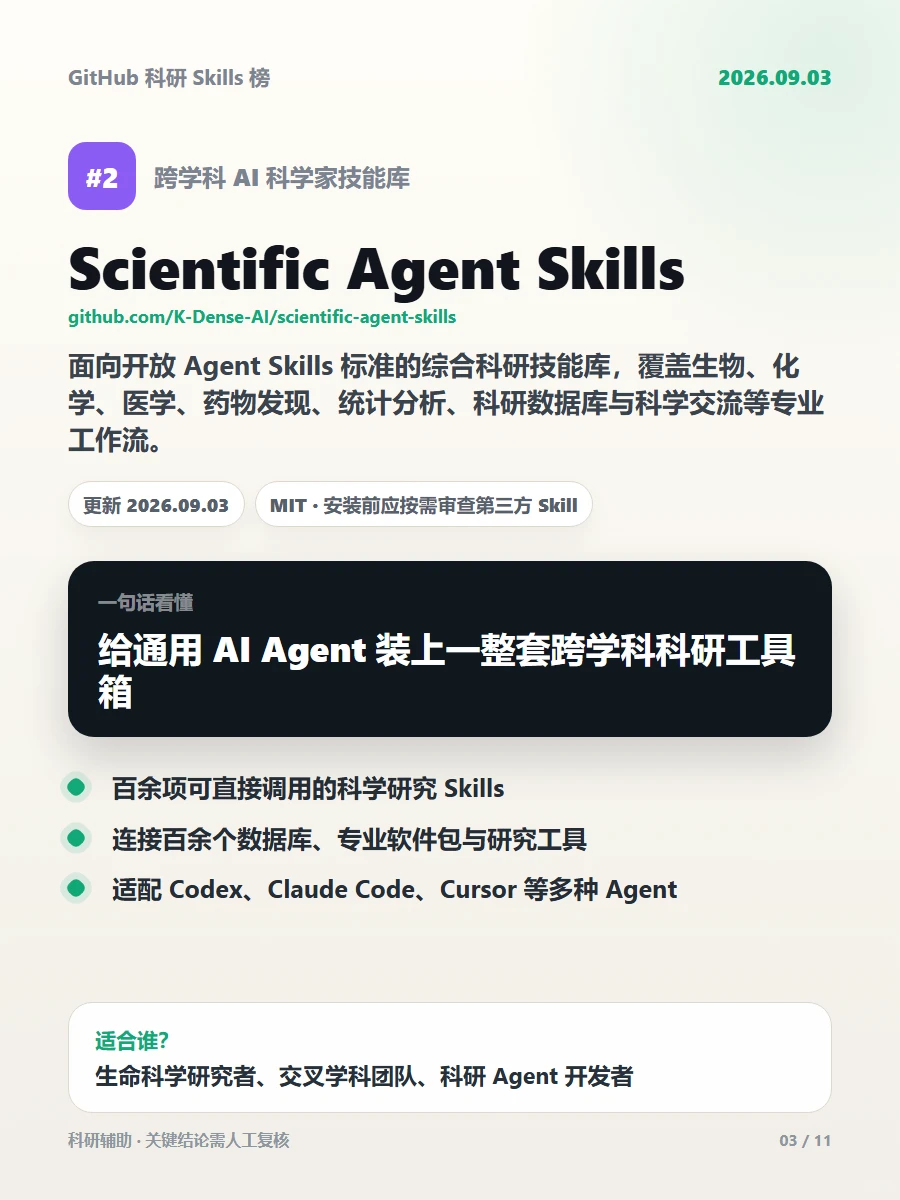 GitHub 科研 Skills 榜
2026.09.03
#2
跨学科 AI 科学家技能库
Scientific Agent Skills
github.com/K-Dense-AI/scientific-agent-skills
面向开放 Agent Skills 标准的综合科研技能库，覆盖生物、化
学、医学、药物发现、统计分析、科研数据库与科学交流等专业
工作流。
更新 2026.09.03
MIT · 安装前应按需审查第三方 Skill
一句话看懂
给通用 AI Agent 装上一整套跨学科科研工具
箱
百余项可直接调用的科学研究 Skills
连接百余个数据库、专业软件包与研究工具
适配 Codex、Claude Code、Cursor 等多种 Agent
适合谁？
生命科学研究者、交叉学科团队、科研 Agent 开发者
科研辅助 · 关键结论需人工复核
03 / 11